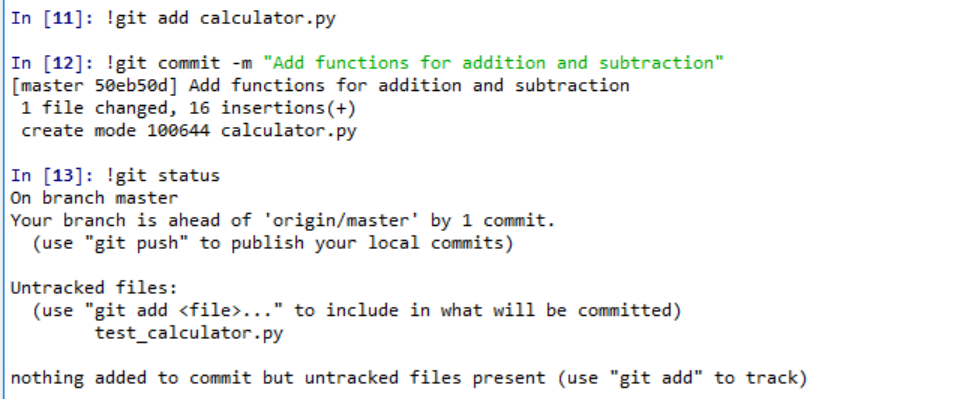 In [11]: !git add calculator.py
In [12]: !git commit -m "Add functions for addition and subtraction"
[master 50eb50d] Add functions for addition and subtraction
1 file changed, 16 insertions(+)
create mode 100644 calculator.py
In [13]: !git status
On branch master
Your branch is ahead of 'origin/master' by 1 commit.
(use "git push" to publish your local commits)
Untracked files:
(use "git add <file>..." to include in what will be committed)
test_calculator.py
nothing added to commit but untracked files present (use "git add" to track)